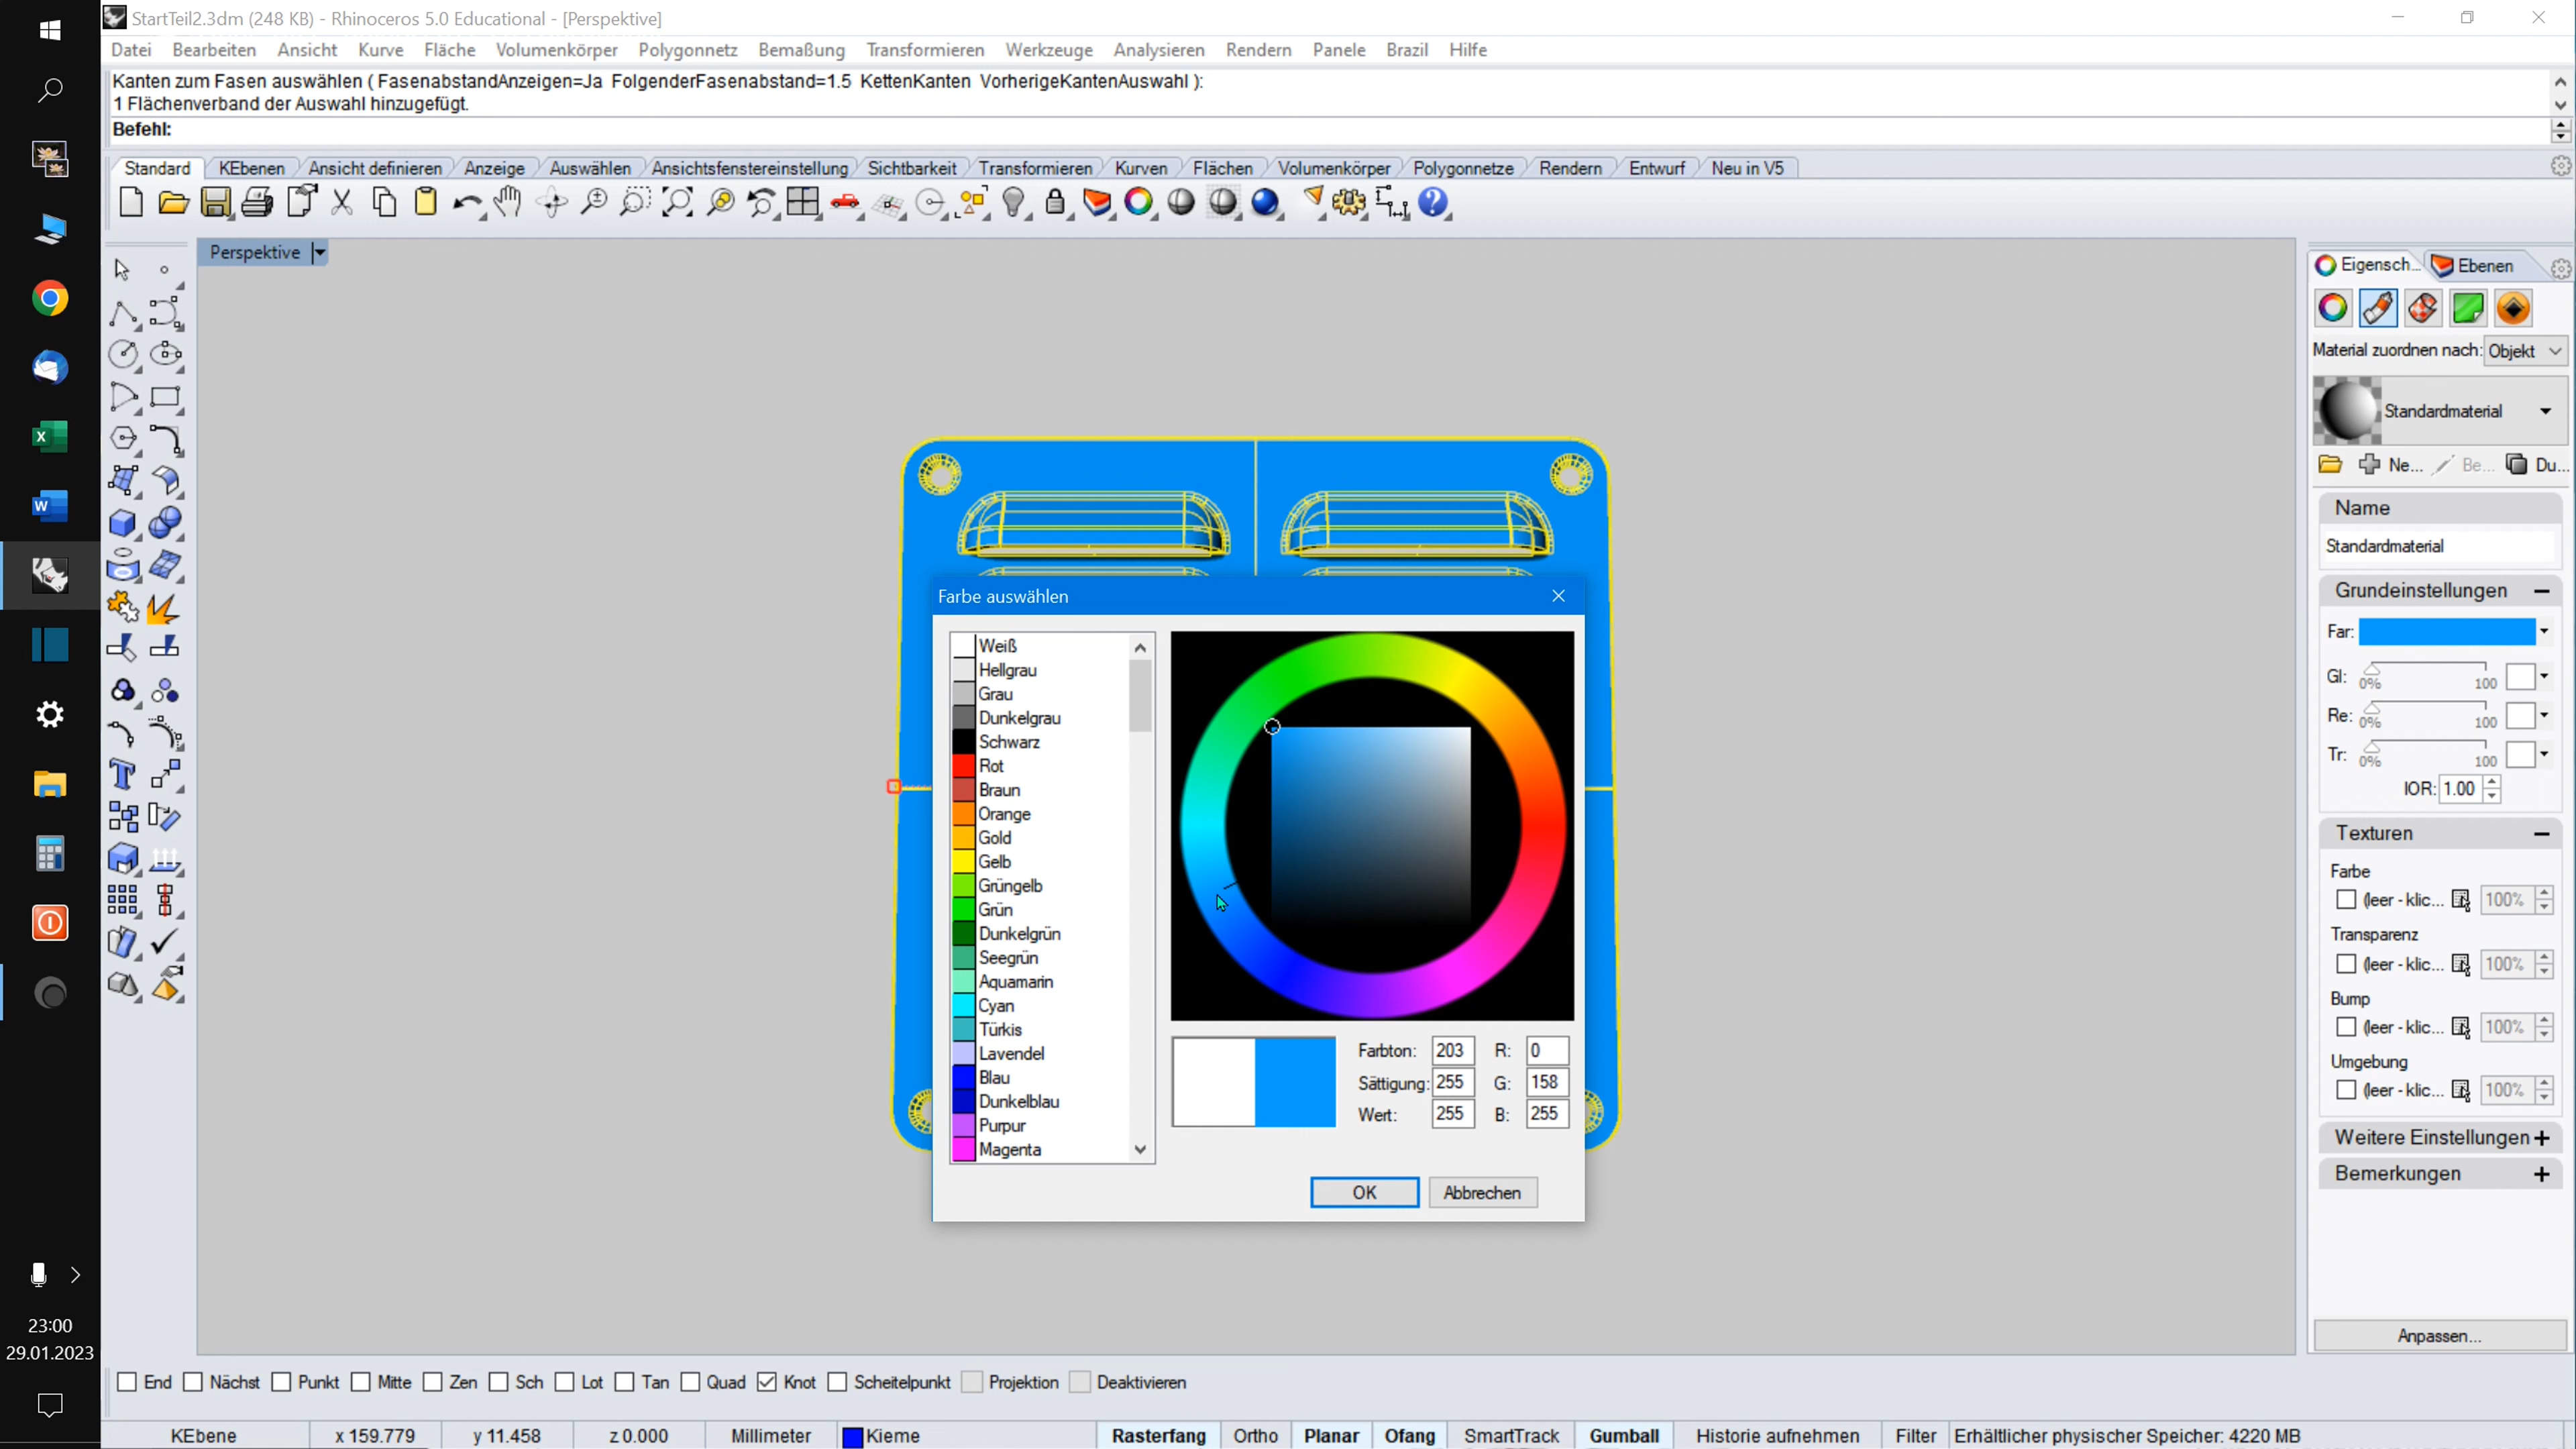 StartTeil2.3dm (248 KB) - Rhinoceros 5.0 Educational - [Perspektive]
Datei Bearbeiten Ansicht Kurve Fläche Volumenkörper Polygonnetz Bemaßung Transformieren Werkzeuge Analysieren Rendern Panele Brazil Hilfe
Kanten zum Fasen auswählen ( FasenabstandAnzeigen=Ja FolgenderFasenabstand=1.5 KettenKanten VorherigeKantenAuswahl ):
1 Flächenverband der Auswahl hinzugefügt.
Befehl:
Standard KEbenen Ansicht definieren Anzeige Auswählen Ansichtsfenstereinstellung Sichtbarkeit Transformieren Kurven Flächen Volumenkörper Polygonnetze Rendern Entwurf Neu in V5
Perspektive
Eigensch... Ebenen
Material zuordnen nach: Objekt
Standardmaterial
Ne... Be... Du...
Name
Standardmaterial
Grundeinstellungen
Far:
Gl: 0% 100
Re: 0% 100
Tr: 0% 100
IOR: 1.00
Texturen
Farbe
(leer - klic... 100%
Transparenz
(leer - klic... 100%
Bump
(leer - klic... 100%
Umgebung
(leer - klic... 100%
Weitere Einstellungen
Bemerkungen
Anpassen...
Farbe auswählen
Weiß
Hellgrau
Grau
Dunkelgrau
Schwarz
Rot
Braun
Orange
Gold
Gelb
Grüngelb
Grün
Dunkelgrün
Seegrün
Aquamarin
Cyan
Türkis
Lavendel
Blau
Dunkelblau
Purpur
Magenta
Farbton: 203 R: 0
Sättigung: 255 G: 158
Wert: 255 B: 255
OK Abbrechen
23:00
29.01.2023
End Nächst Punkt Mitte Zen Sch Lot Tan Quad Knot Scheitelpunkt Projektion Deaktivieren
KEbene x 159.779 y 11.458 z 0.000 Millimeter Kieme Rasterfang Ortho Planar Ofang SmartTrack Gumball Historie aufnehmen Filter Erhältlicher physischer Speicher: 4220 MB